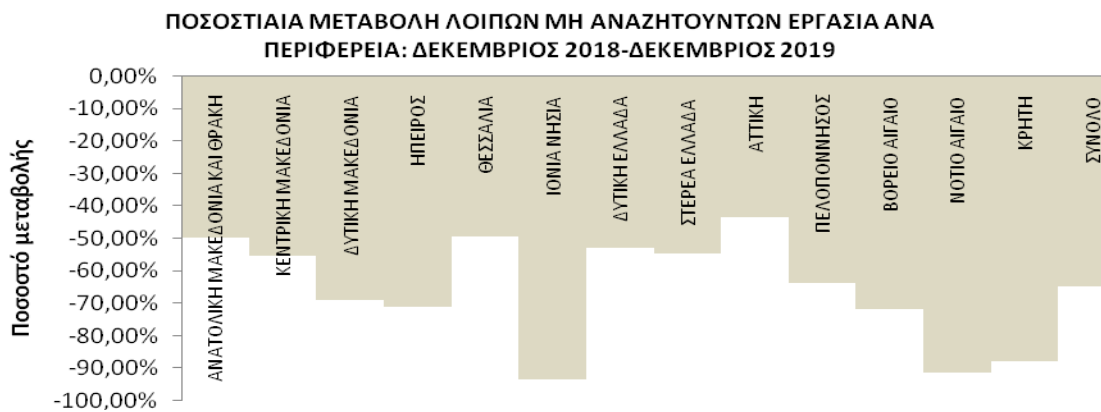 ΠΟΣΟΣΤΙΑΙΑ ΜΕΤΑΒΟΛΗ ΛΟΙΠΩΝ ΜΗ ΑΝΑΖΗΤΟΥΝΤΩΝ ΕΡΓΑΣΙΑ ΑΝΑ
ΠΕΡΙΦΕΡΕΙΑ: ΔΕΚΕΜΒΡΙΟΣ 2018-ΔΕΚΕΜΒΡΙΟΣ 2019
Ποσοστό μεταβολής
0,00%
-10,00%
-20,00%
-30,00%
-40,00%
-50,00%
-60,00%
-70,00%
-80,00%
-90,00%
-100,00%
ΑΝΑΤΟΛΙΚΗ ΜΑΚΕΔΟΝΙΑ ΚΑΙ ΘΡΑΚΗ
ΚΕΝΤΡΙΚΗ ΜΑΚΕΔΟΝΙΑ
ΔΥΤΙΚΗ ΜΑΚΕΔΟΝΙΑ
ΗΠΕΙΡΟΣ
ΘΕΣΣΑΛΙΑ
ΙΟΝΙΑ ΝΗΣΙΑ
ΔΥΤΙΚΗ ΕΛΛΑΔΑ
ΣΤΕΡΕΑ ΕΛΛΑΔΑ
ΑΤΤΙΚΗ
ΠΕΛΟΠΟΝΝΗΣΟΣ
ΒΟΡΕΙΟ ΑΙΓΑΙΟ
ΝΟΤΙΟ ΑΙΓΑΙΟ
ΚΡΗΤΗ
ΣΥΝΟΛΟ